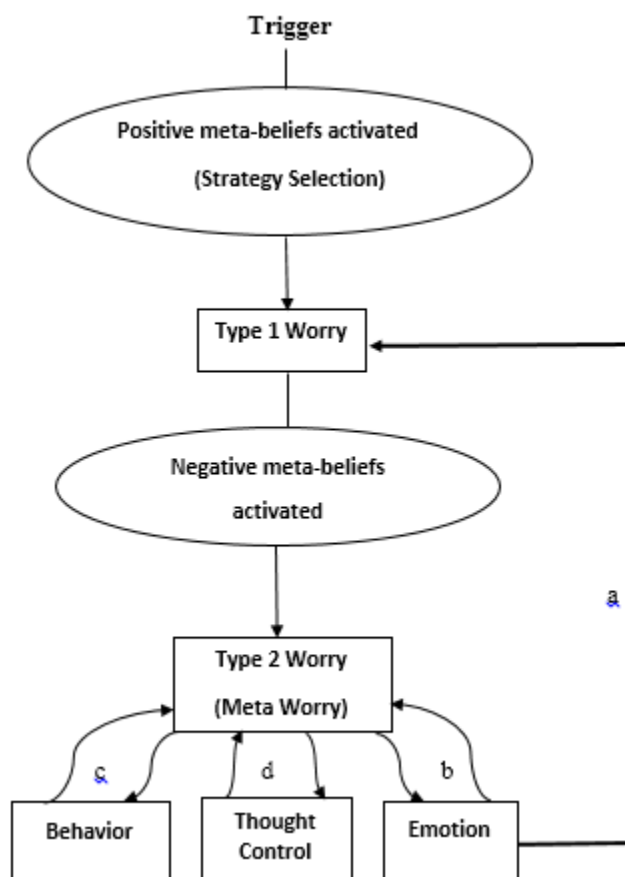 Trigger
Positive meta-beliefs activated
(Strategy Selection)
Type 1 Worry
Negative meta-beliefs
activated
a
Type 2 Worry
(Meta Worry)
c
d
b
Behavior
Thought
Control
Emotion